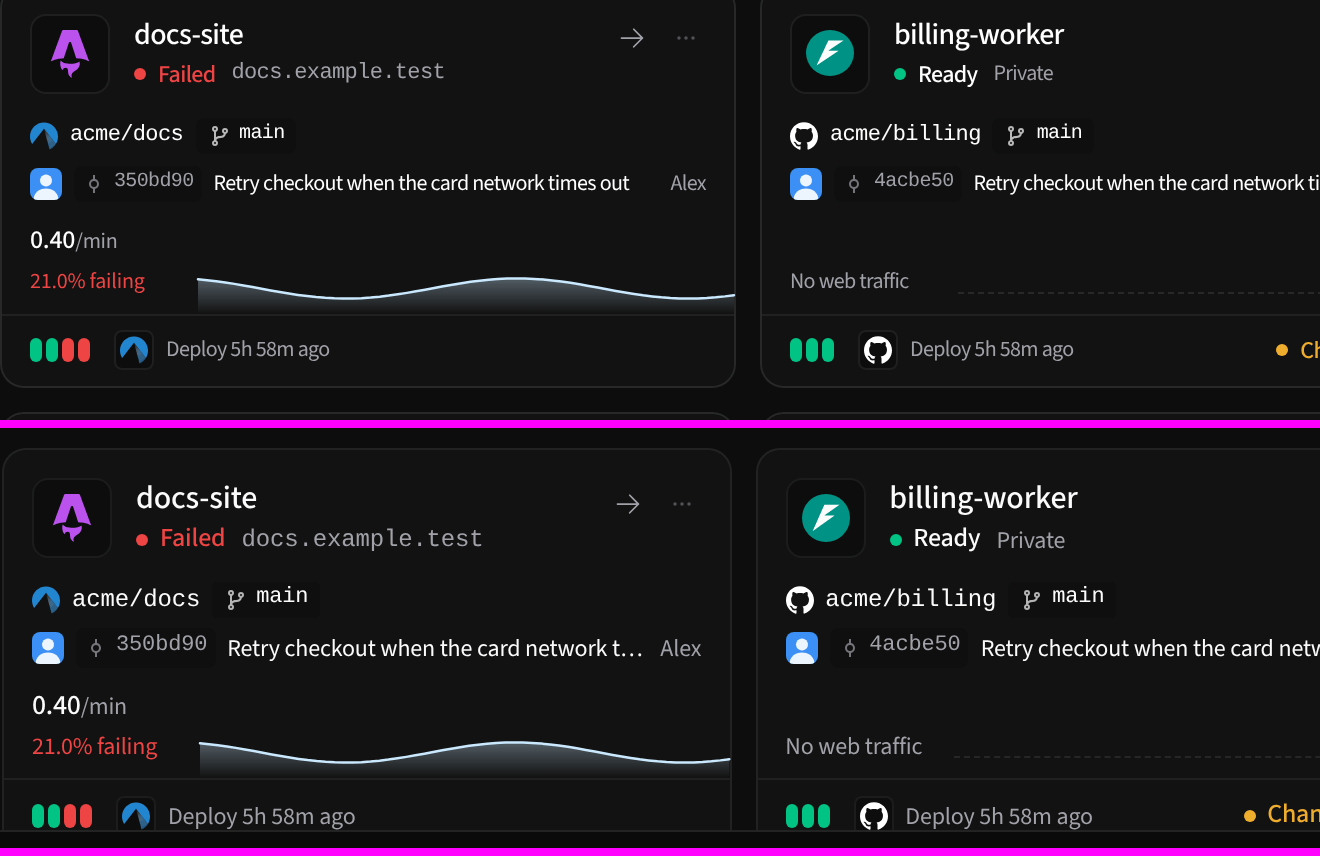 docs-site
Failed docs.example.test
acme/docs main
350bd90 Retry checkout when the card network times out Alex
0.40/min
21.0% failing
Deploy 5h 58m ago
billing-worker
Ready Private
acme/billing main
4acbe50 Retry checkout when the card network ti
No web traffic
Deploy 5h 58m ago Ch
docs-site
Failed docs.example.test
acme/docs main
350bd90 Retry checkout when the card network t… Alex
0.40/min
21.0% failing
Deploy 5h 58m ago
billing-worker
Ready Private
acme/billing main
4acbe50 Retry checkout when the card netw
No web traffic
Deploy 5h 58m ago Chan